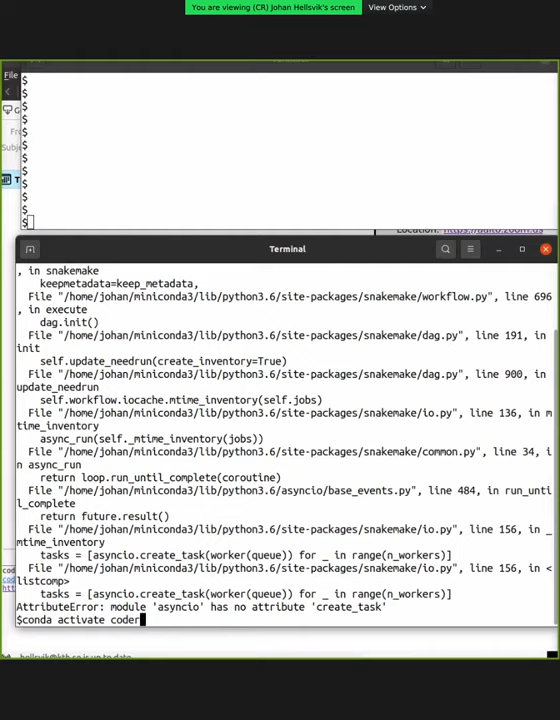 You are viewing (CR) Johan Hellsvik's screen
View Options
File
$
$
$
$
$
$
$
$
$
$
$
$
Terminal
, in snakemake
keepmetadata=keep_metadata,
File "/home/johan/miniconda3/lib/python3.6/site-packages/snakemake/workflow.py", line 696
, in execute
dag.init()
File "/home/johan/miniconda3/lib/python3.6/site-packages/snakemake/dag.py", line 191, in
init
self.update_needrun(create_inventory=True)
File "/home/johan/miniconda3/lib/python3.6/site-packages/snakemake/dag.py", line 900, in
update_needrun
self.workflow.iocache.mtime_inventory(self.jobs)
File "/home/johan/miniconda3/lib/python3.6/site-packages/snakemake/io.py", line 136, in m
time_inventory
async_run(self._mtime_inventory(jobs))
File "/home/johan/miniconda3/lib/python3.6/site-packages/snakemake/common.py", line 34, i
n async_run
return loop.run_until_complete(coroutine)
File "/home/johan/miniconda3/lib/python3.6/asyncio/base_events.py", line 484, in run_unti
l_complete
return future.result()
File "/home/johan/miniconda3/lib/python3.6/site-packages/snakemake/io.py", line 156, in _
mtime_inventory
tasks = [asyncio.create_task(worker(queue)) for _ in range(n_workers)]
File "/home/johan/miniconda3/lib/python3.6/site-packages/snakemake/io.py", line 156, in <
listcomp>
tasks = [asyncio.create_task(worker(queue)) for _ in range(n_workers)]
AttributeError: module 'asyncio' has no attribute 'create_task'
$conda activate coder